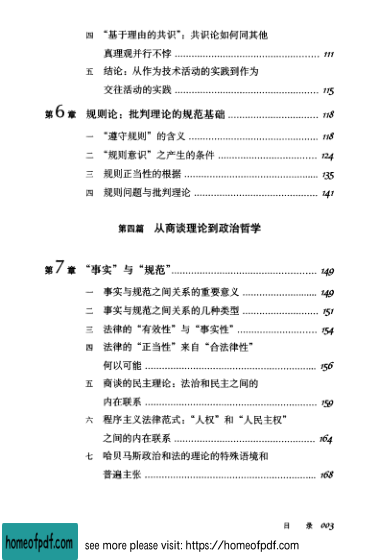 四 “基于理由的共识”：共识论如何同其他
真理观并行不悖 111
五 结论：从作为技术活动的实践到作为
交往活动的实践 115
第6章 规则论：批判理论的规范基础 118
一 “遵守规则”的含义 118
二 “规则意识”之产生的条件 124
三 规则正当性的根据 135
四 规则问题与批判理论 141
第四篇 从商谈理论到政治哲学
第7章 “事实”与“规范” 149
一 事实与规范之间关系的重要意义 149
二 事实与规范之间关系的几种类型 151
三 法律的“有效性”与“事实性” 154
四 法律的“正当性”来自“合法律性”
何以可能 156
五 商谈的民主理论：法治和民主之间的
内在联系 159
六 程序主义法律范式：“人权”和“人民主权”
之间的内在联系 164
七 哈贝马斯政治和法的理论的特殊语境和
普遍主张 168
目 录 003
homeofpdf.com see more please visit: https://homeofpdf.com